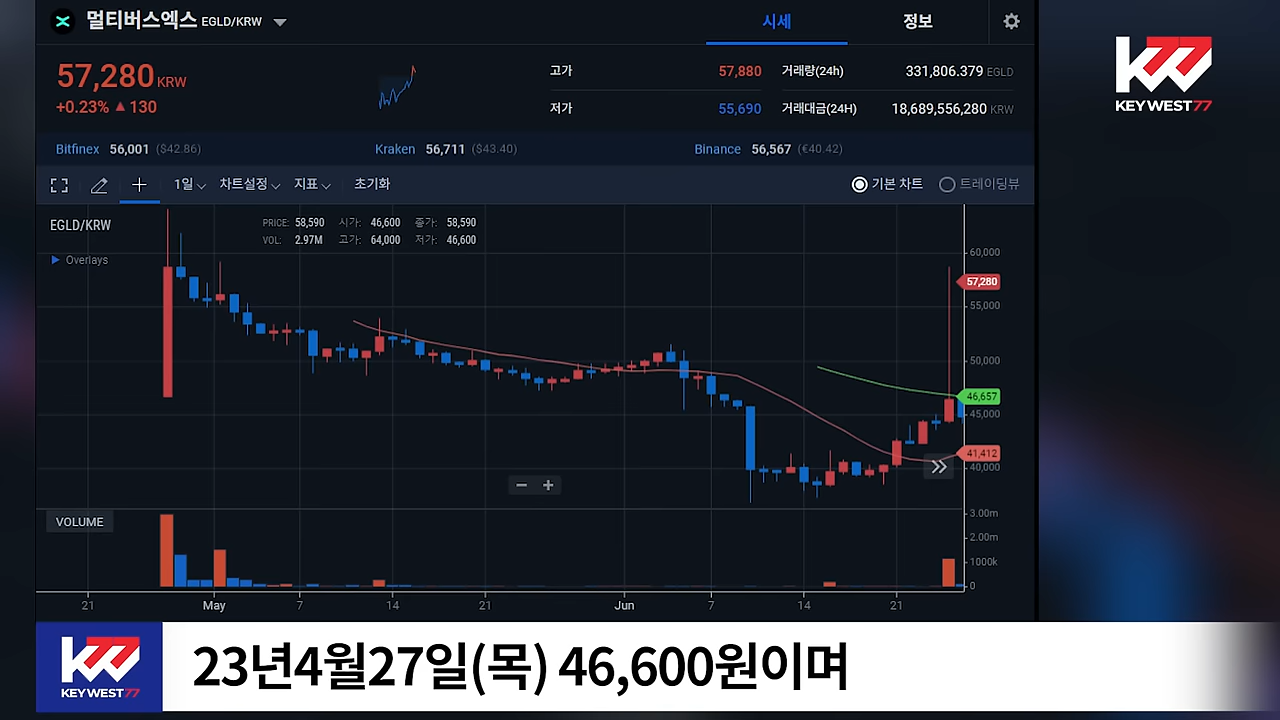 멀티버스엑스 EGLD/KRW
시세
정보
57,280 KRW
+0.23% ▲ 130
고가 57,880
거래량(24h) 331,806.379 EGLD
저가 55,690
거래대금(24H) 18,689,556,280 KRW
Bitfinex 56,001 ($42.86)
Kraken 56,711 ($43.40)
Binance 56,567 (€40.42)
1일
차트설정
지표
초기화
기본 차트
트레이딩뷰
EGLD/KRW
PRICE: 58,590 시가: 46,600 종가: 58,590
VOL: 2.97M 고가: 64,000 저가: 46,600
Overlays
60,000
57,280
55,000
50,000
46,657
45,000
41,412
40,000
VOLUME
3.00m
2.00m
1000k
0
21 May 7 14 21 Jun 7 14 21
KEYWEST77
KEYWEST77
23년4월27일(목) 46,600원이며